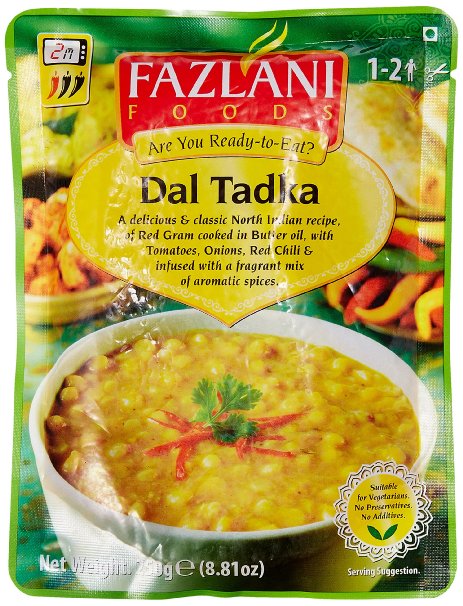 2m
FAZLANI
FOODS
1-2
Are You Ready-to-Eat?
Dal Tadka
A delicious & classic North Indian recipe,
of Red Gram cooked in Butter oil, with
Tomatoes, Onions, Red Chili &
infused with a fragrant mix
of aromatic spices.
Suitable
for Vegetarians.
No Preservatives.
No Additives.
Net Weight: 250g℮ (8.81oz)
Serving Suggestion.